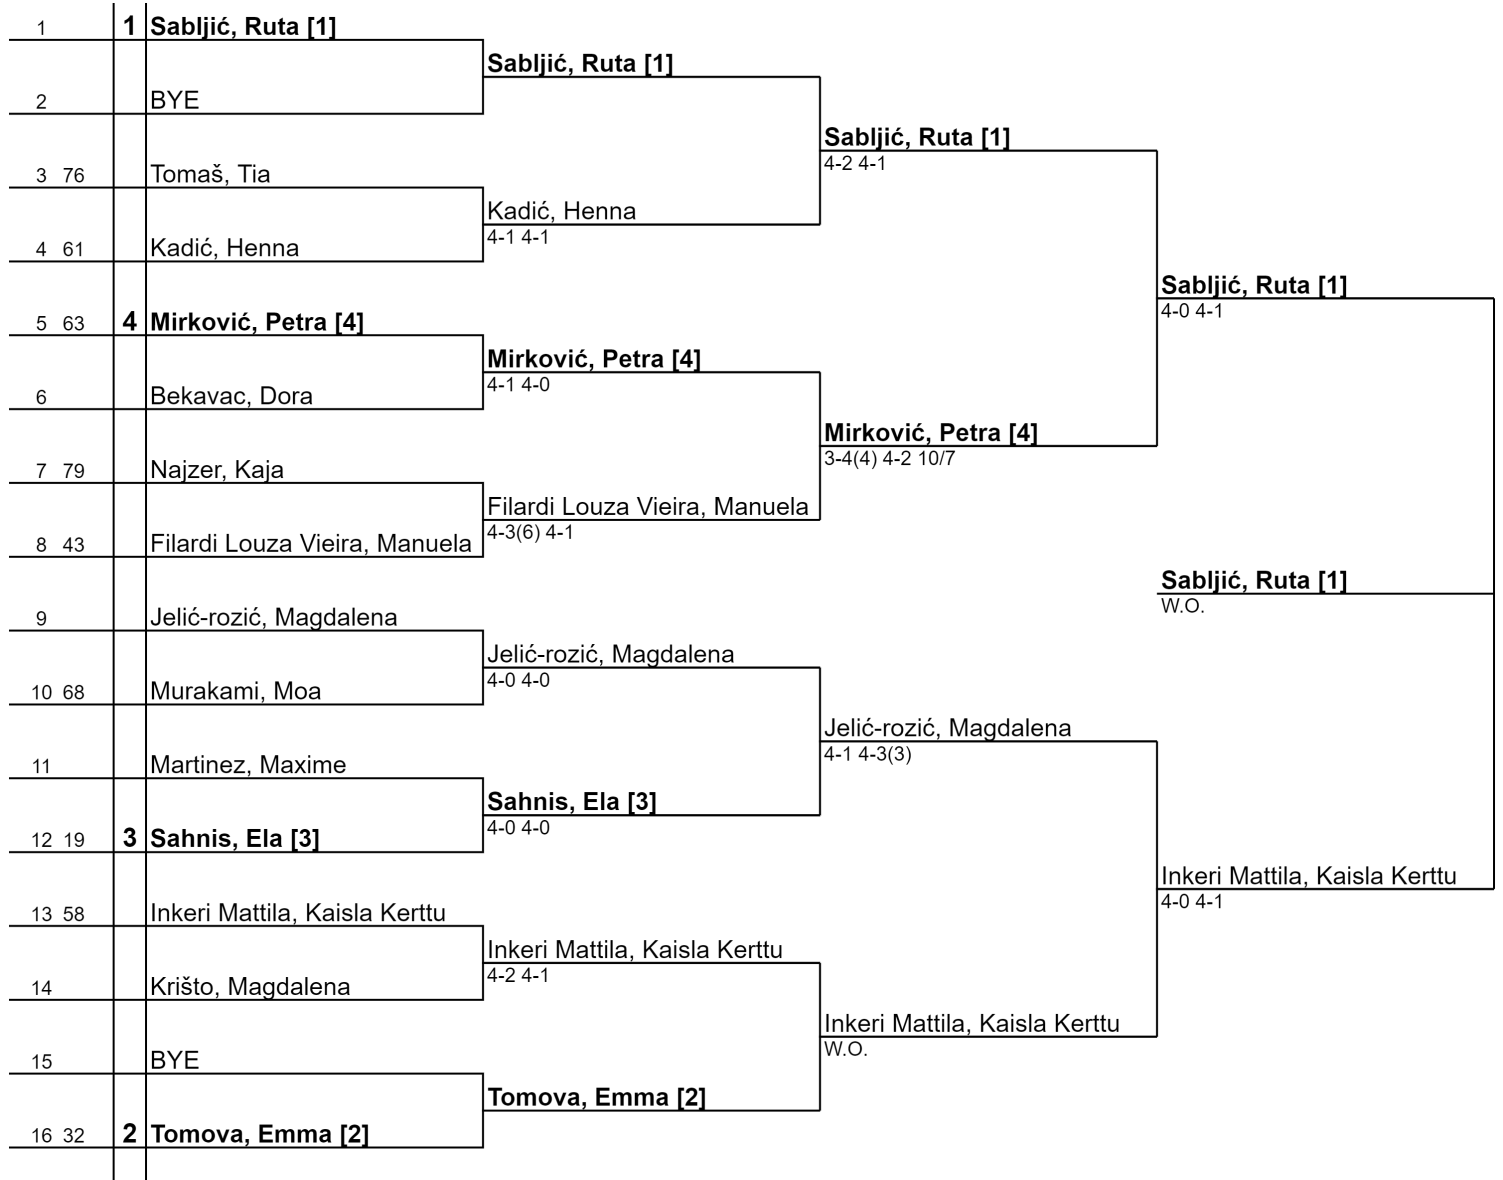 1 1 Sabljić, Ruta [1]
Sabljić, Ruta [1]
2 BYE
Sabljić, Ruta [1]
4-2 4-1
3 76 Tomaš, Tia
Kadić, Henna
4-1 4-1
4 61 Kadić, Henna
Sabljić, Ruta [1]
4-0 4-1
5 63 4 Mirković, Petra [4]
Mirković, Petra [4]
4-1 4-0
6 Bekavac, Dora
Mirković, Petra [4]
3-4(4) 4-2 10/7
7 79 Najzer, Kaja
Filardi Louza Vieira, Manuela
4-3(6) 4-1
8 43 Filardi Louza Vieira, Manuela
Sabljić, Ruta [1]
W.O.
9 Jelić-rozić, Magdalena
Jelić-rozić, Magdalena
4-0 4-0
10 68 Murakami, Moa
Jelić-rozić, Magdalena
4-1 4-3(3)
11 Martinez, Maxime
Sahnis, Ela [3]
4-0 4-0
12 19 3 Sahnis, Ela [3]
Inkeri Mattila, Kaisla Kerttu
4-0 4-1
13 58 Inkeri Mattila, Kaisla Kerttu
Inkeri Mattila, Kaisla Kerttu
4-2 4-1
14 Krišto, Magdalena
Inkeri Mattila, Kaisla Kerttu
W.O.
15 BYE
Tomova, Emma [2]
16 32 2 Tomova, Emma [2]